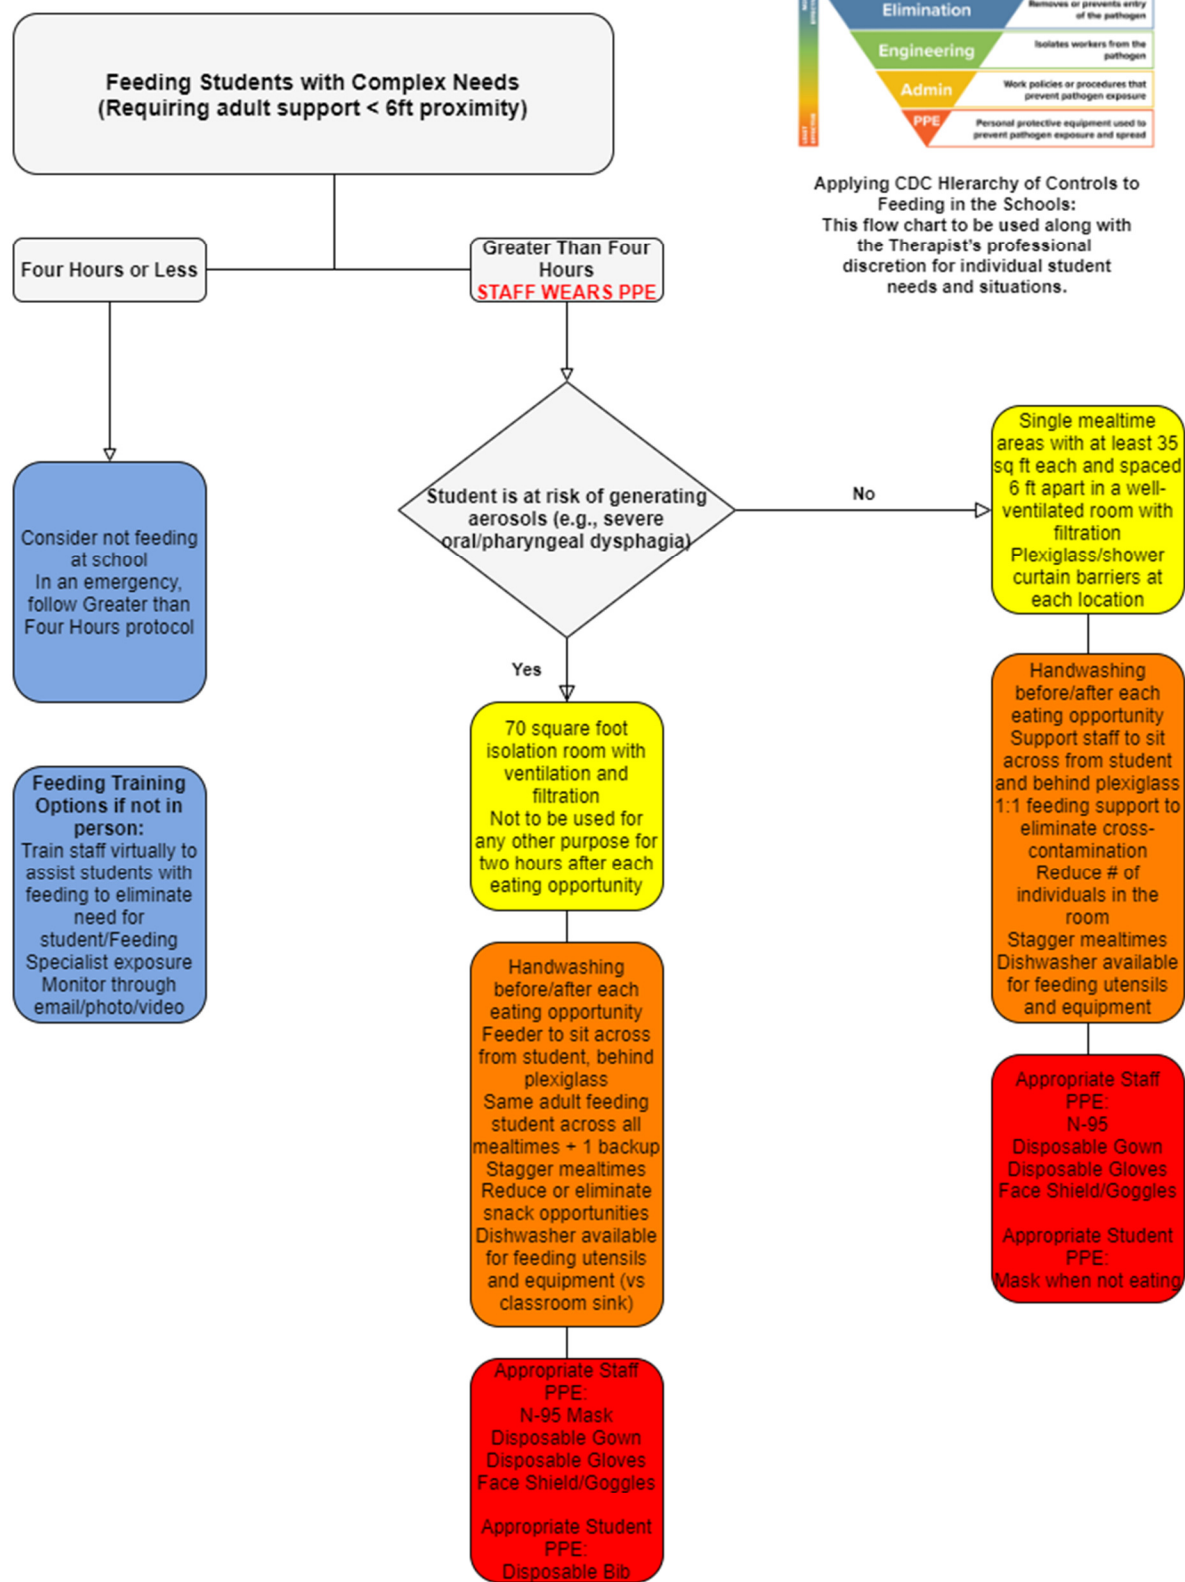 Feeding Students with Complex Needs
(Requiring adult support < 6ft proximity)
Elimination
Removes or prevents entry
of the pathogen
Engineering
Isolates workers from the
pathogen
Admin
Work policies or procedures that
prevent pathogen exposure
PPE
Personal protective equipment used to
prevent pathogen exposure and spread
LEAST
EFFECTIVE
Applying CDC HIerarchy of Controls to
Feeding in the Schools:
This flow chart to be used along with
the Therapist's professional
discretion for individual student
needs and situations.
Four Hours or Less
Greater Than Four
Hours
STAFF WEARS PPE
Consider not feeding
at school
In an emergency,
follow Greater than
Four Hours protocol
Feeding Training
Options if not in
person:
Train staff virtually to
assist students with
feeding to eliminate
need for
student/Feeding
Specialist exposure
Monitor through
email/photo/video
Student is at risk of generating
aerosols (e.g., severe
oral/pharyngeal dysphagia)
No
Yes
70 square foot
isolation room with
ventilation and
filtration
Not to be used for
any other purpose for
two hours after each
eating opportunity
Handwashing
before/after each
eating opportunity
Feeder to sit across
from student, behind
plexiglass
Same adult feeding
student across all
mealtimes + 1 backup
Stagger mealtimes
Reduce or eliminate
snack opportunities
Dishwasher available
for feeding utensils
and equipment (vs
classroom sink)
Appropriate Staff
PPE:
N-95 Mask
Disposable Gown
Disposable Gloves
Face Shield/Goggles
Appropriate Student
PPE:
Disposable Bib
Single mealtime
areas with at least 35
sq ft each and spaced
6 ft apart in a well-
ventilated room with
filtration
Plexiglass/shower
curtain barriers at
each location
Handwashing
before/after each
eating opportunity
Support staff to sit
across from student
and behind plexiglass
1:1 feeding support to
eliminate cross-
contamination
Reduce # of
individuals in the
room
Stagger mealtimes
Dishwasher available
for feeding utensils
and equipment
Appropriate Staff
PPE:
N-95
Disposable Gown
Disposable Gloves
Face Shield/Goggles
Appropriate Student
PPE:
Mask when not eating